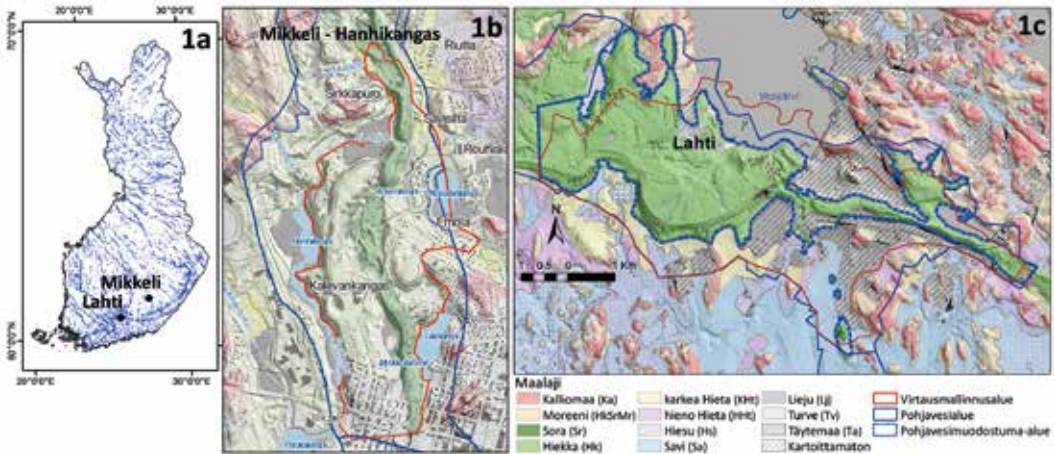 1a
20°0'0"E 30°0'0"E
70°0'0"N
60°0'0"N
Mikkeli
Lahti
20°0'0"E 30°0'0"E
1b
Mikkeli - Hanhikangas
Riutta
Sirkkapuro
Emola
Kalevankangas
1c
Lahti
N
1 0.5 0 1 Km
Maalaji
Kalliomaa (Ka)
Moreeni (HkSrMr)
Sora (Sr)
Hiekka (Hk)
karkea Hieta (KHt)
hieno Hieta (HHt)
Hiesu (Hs)
Savi (Sa)
Lieju (Lj)
Turve (Tv)
Täytemaa (Ta)
Kartoittamaton
Virtausmallinnusalue
Pohjavesialue
Pohjavesimuodostuma-alue